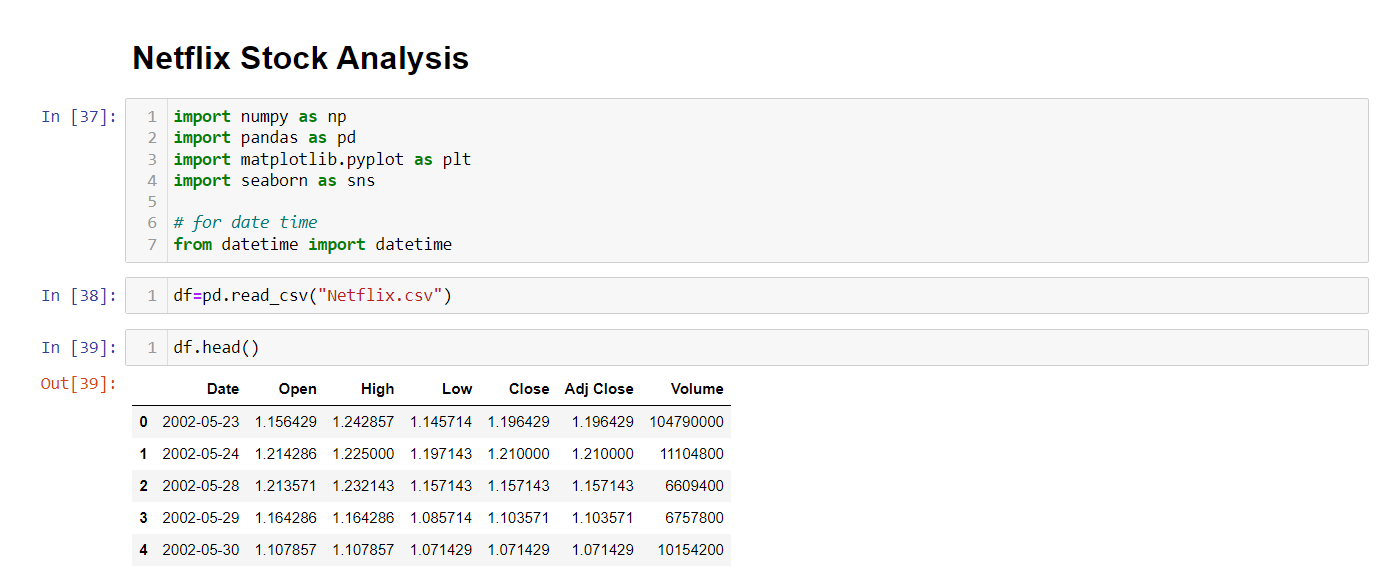 Netflix Stock Analysis
In [37]:
1 import numpy as np
2 import pandas as pd
3 import matplotlib.pyplot as plt
4 import seaborn as sns
5
6 # for date time
7 from datetime import datetime
In [38]: 1 df=pd.read_csv("Netflix.csv")
In [39]: 1 df.head()
Out[39]:
Date Open High Low Close Adj Close Volume
0 2002-05-23 1.156429 1.242857 1.145714 1.196429 1.196429 104790000
1 2002-05-24 1.214286 1.225000 1.197143 1.210000 1.210000 11104800
2 2002-05-28 1.213571 1.232143 1.157143 1.157143 1.157143 6609400
3 2002-05-29 1.164286 1.164286 1.085714 1.103571 1.103571 6757800
4 2002-05-30 1.107857 1.107857 1.071429 1.071429 1.071429 10154200